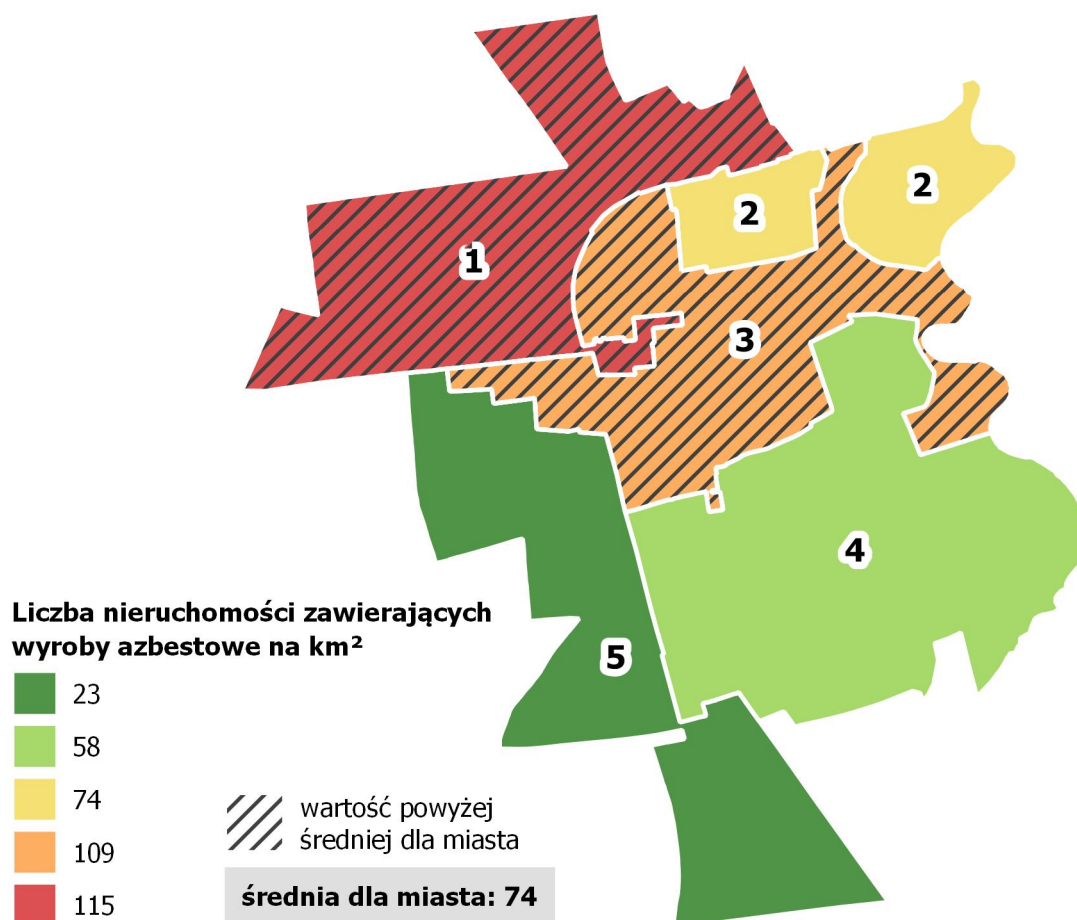 1
2
2
3
4
5
Liczba nieruchomości zawierających
wyroby azbestowe na km²
23
58
74
109
115
wartość powyżej
średniej dla miasta
średnia dla miasta: 74